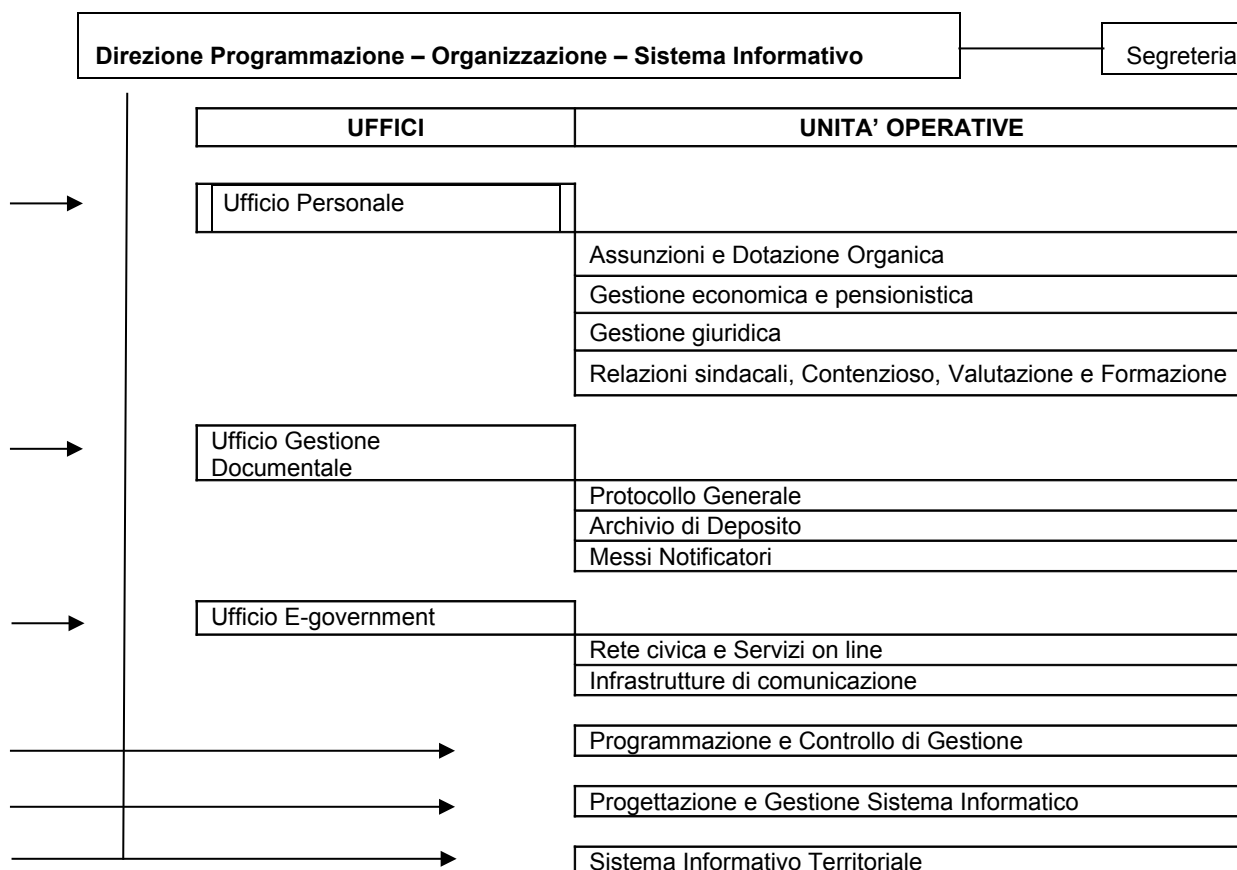 Direzione Programmazione – Organizzazione – Sistema Informativo
Segreteria
UFFICI
UNITA’ OPERATIVE
Ufficio Personale
Assunzioni e Dotazione Organica
Gestione economica e pensionistica
Gestione giuridica
Relazioni sindacali, Contenzioso, Valutazione e Formazione
Ufficio Gestione
Documentale
Protocollo Generale
Archivio di Deposito
Messi Notificatori
Ufficio E-government
Rete civica e Servizi on line
Infrastrutture di comunicazione
Programmazione e Controllo di Gestione
Progettazione e Gestione Sistema Informatico
Sistema Informativo Territoriale